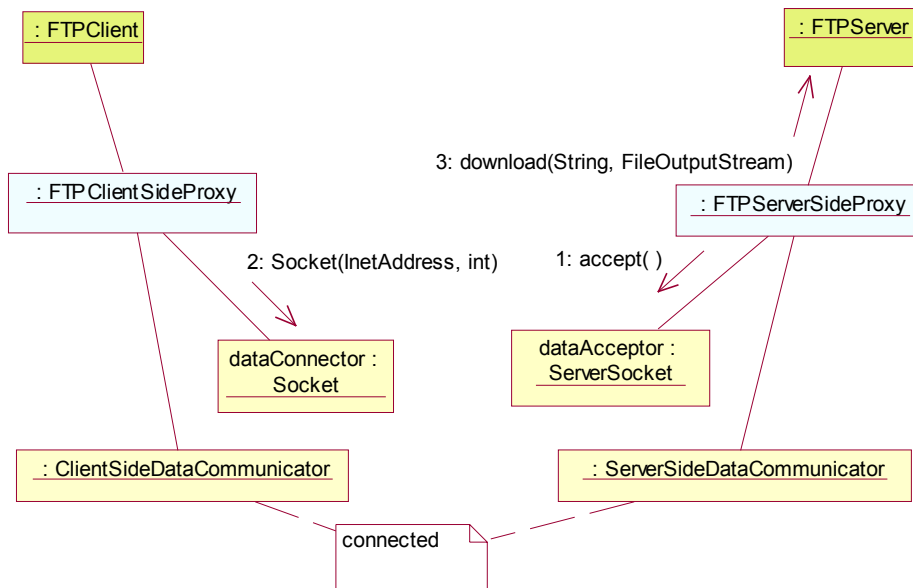 : FTPClient
: FTPServer
3: download(String, FileOutputStream)
: FTPClientSideProxy
: FTPServerSideProxy
2: Socket(InetAddress, int)
1: accept( )
dataConnector :
Socket
dataAcceptor :
ServerSocket
: ClientSideDataCommunicator
: ServerSideDataCommunicator
connected